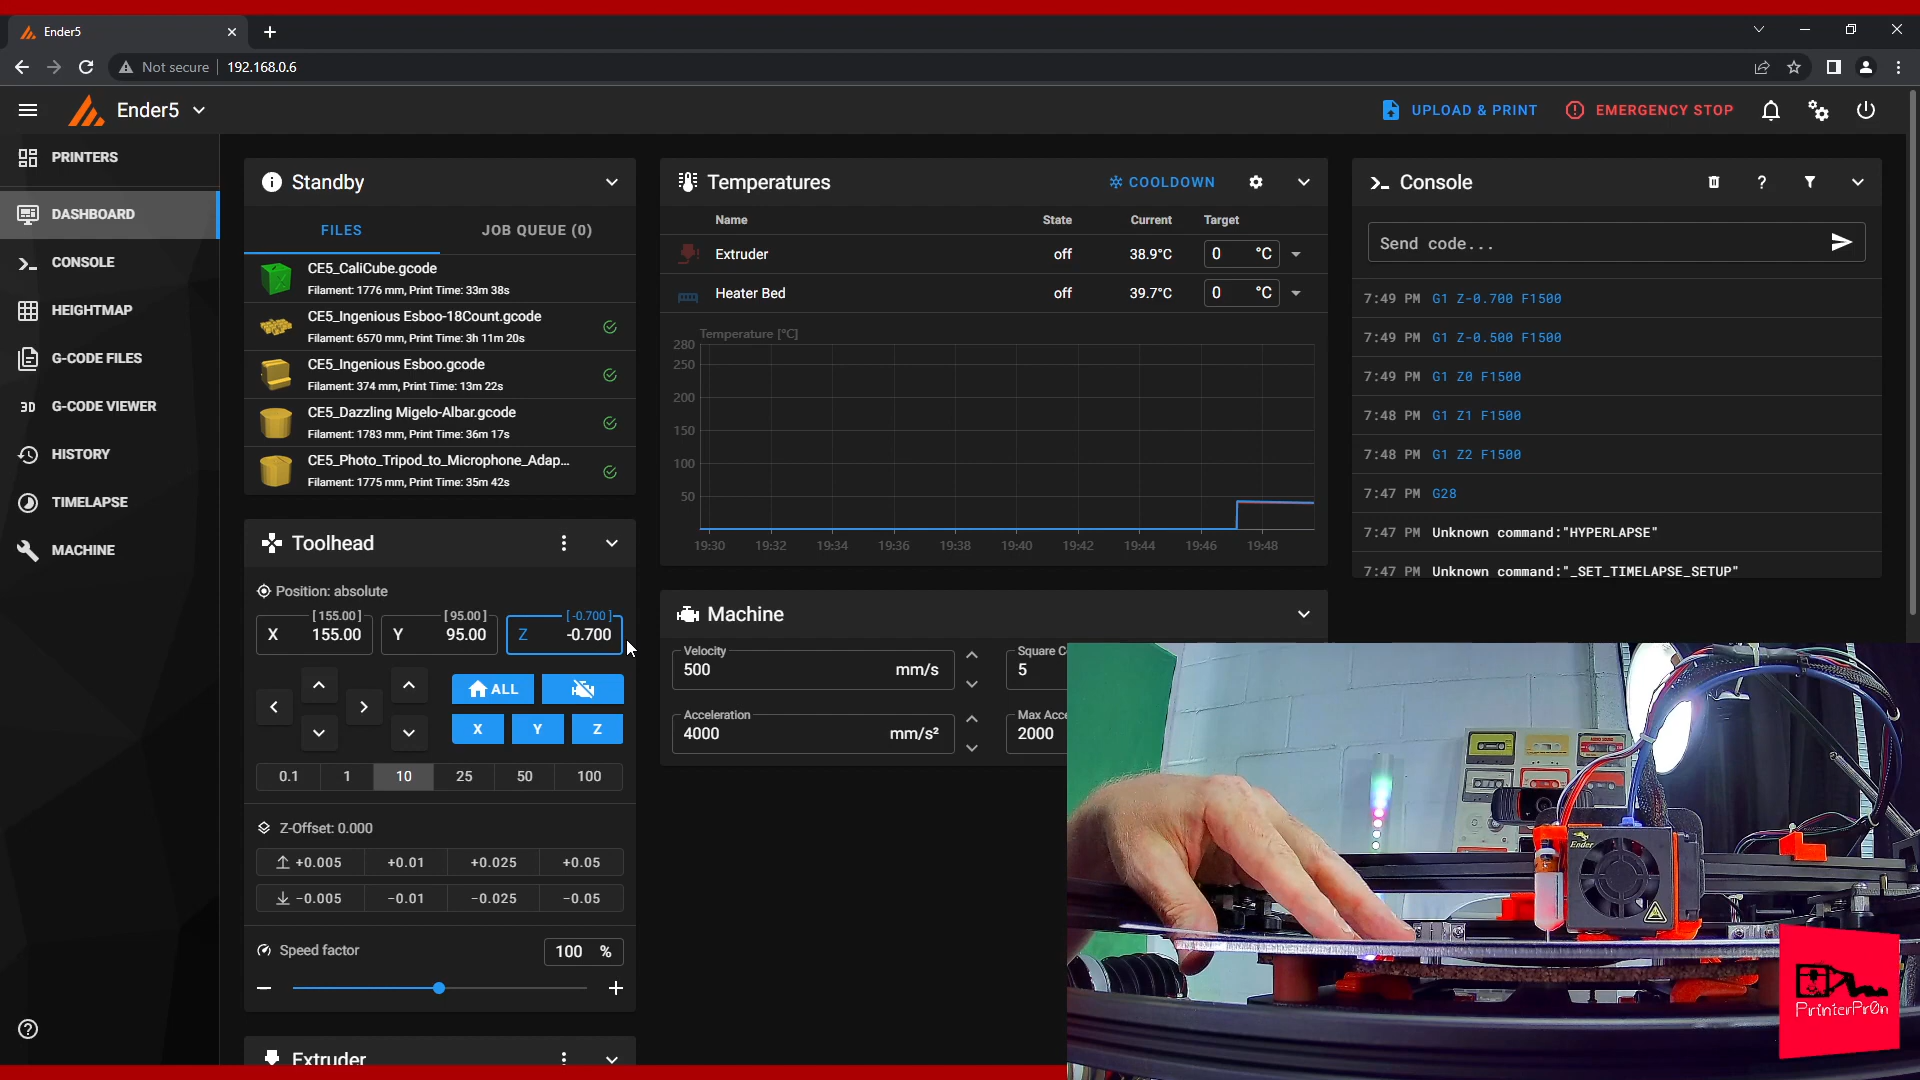 Ender5
Not secure
192.168.0.6
Ender5
UPLOAD & PRINT
EMERGENCY STOP
PRINTERS
DASHBOARD
CONSOLE
HEIGHTMAP
G-CODE FILES
3D G-CODE VIEWER
HISTORY
TIMELAPSE
MACHINE
Standby
FILES
JOB QUEUE (0)
CE5_CaliCube.gcode
Filament: 1776 mm, Print Time: 33m 38s
CE5_Ingenious Esboo-18Count.gcode
Filament: 6570 mm, Print Time: 3h 11m 20s
CE5_Ingenious Esboo.gcode
Filament: 374 mm, Print Time: 13m 22s
CE5_Dazzling Migelo-Albar.gcode
Filament: 1783 mm, Print Time: 36m 17s
CE5_Photo_Tripod_to_Microphone_Adap...
Filament: 1775 mm, Print Time: 35m 42s
Toolhead
Position: absolute
[ 155.00 ]
X 155.00
[ 95.00 ]
Y 95.00
[ -0.700 ]
Z -0.700
ALL
X Y Z
0.1 1 10 25 50 100
Z-Offset: 0.000
+0.005 +0.01 +0.025 +0.05
-0.005 -0.01 -0.025 -0.05
Speed factor
100 %
Extruder
Temperatures
COOLDOWN
Name State Current Target
Extruder off 38.9°C 0 °C
Heater Bed off 39.7°C 0 °C
Temperature [°C]
280
250
200
150
100
50
19:30 19:32 19:34 19:36 19:38 19:40 19:42 19:44 19:46 19:48
Machine
Velocity
500 mm/s
Square C
5
Acceleration
4000 mm/s²
Max Acce
2000
Console
?
Send code...
7:49 PM G1 Z-0.700 F1500
7:49 PM G1 Z-0.500 F1500
7:49 PM G1 Z0 F1500
7:48 PM G1 Z1 F1500
7:48 PM G1 Z2 F1500
7:47 PM G28
7:47 PM Unknown command:"HYPERLAPSE"
7:47 PM Unknown command:"_SET_TIMELAPSE_SETUP"
Ender
PrinterPr0n